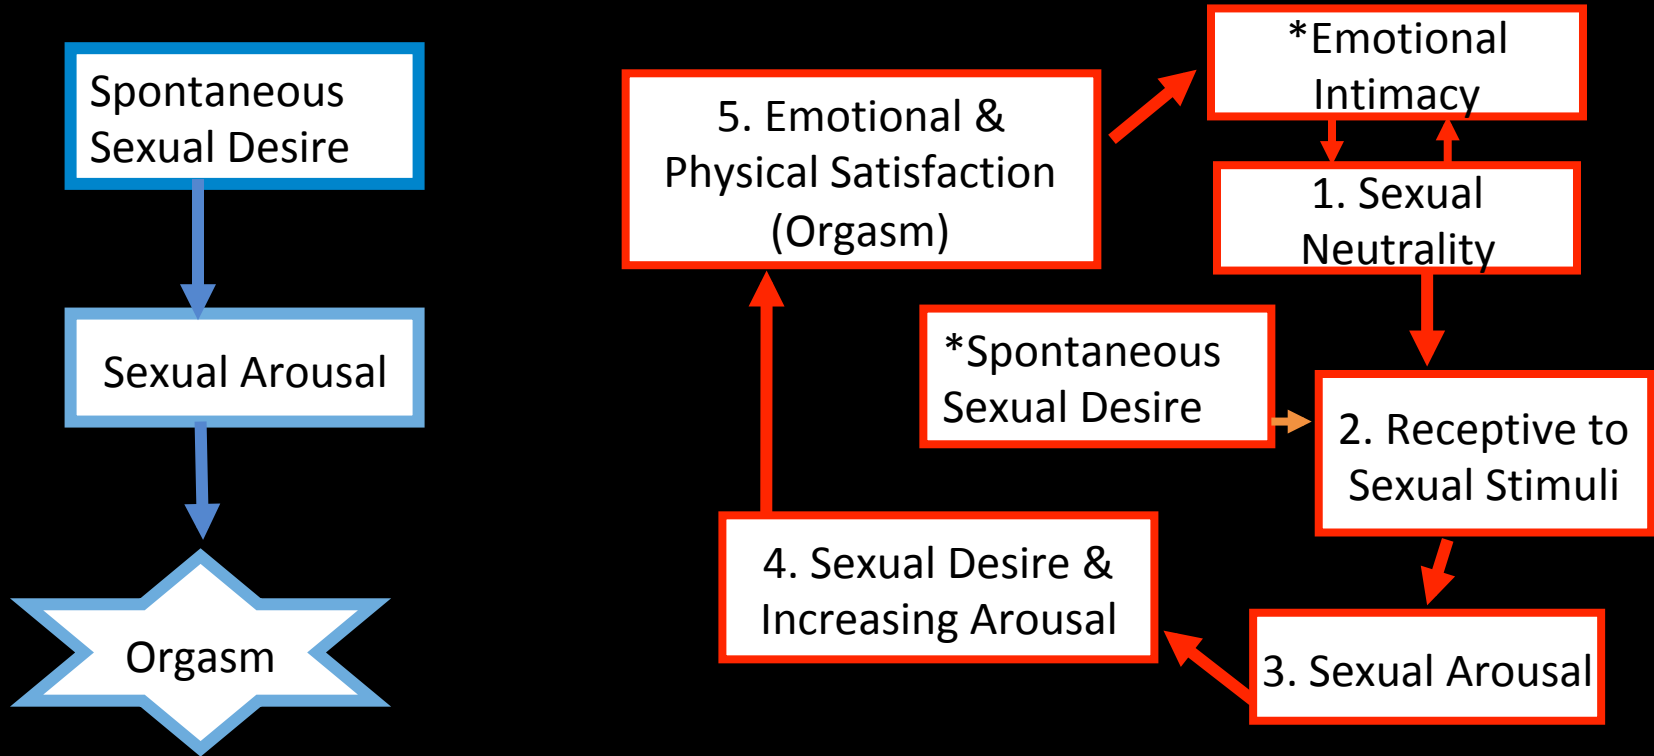 Spontaneous
Sexual Desire
Sexual Arousal
Orgasm
*Emotional
Intimacy
1. Sexual
Neutrality
*Spontaneous
Sexual Desire
2. Receptive to
Sexual Stimuli
3. Sexual Arousal
4. Sexual Desire &
Increasing Arousal
5. Emotional &
Physical Satisfaction
(Orgasm)